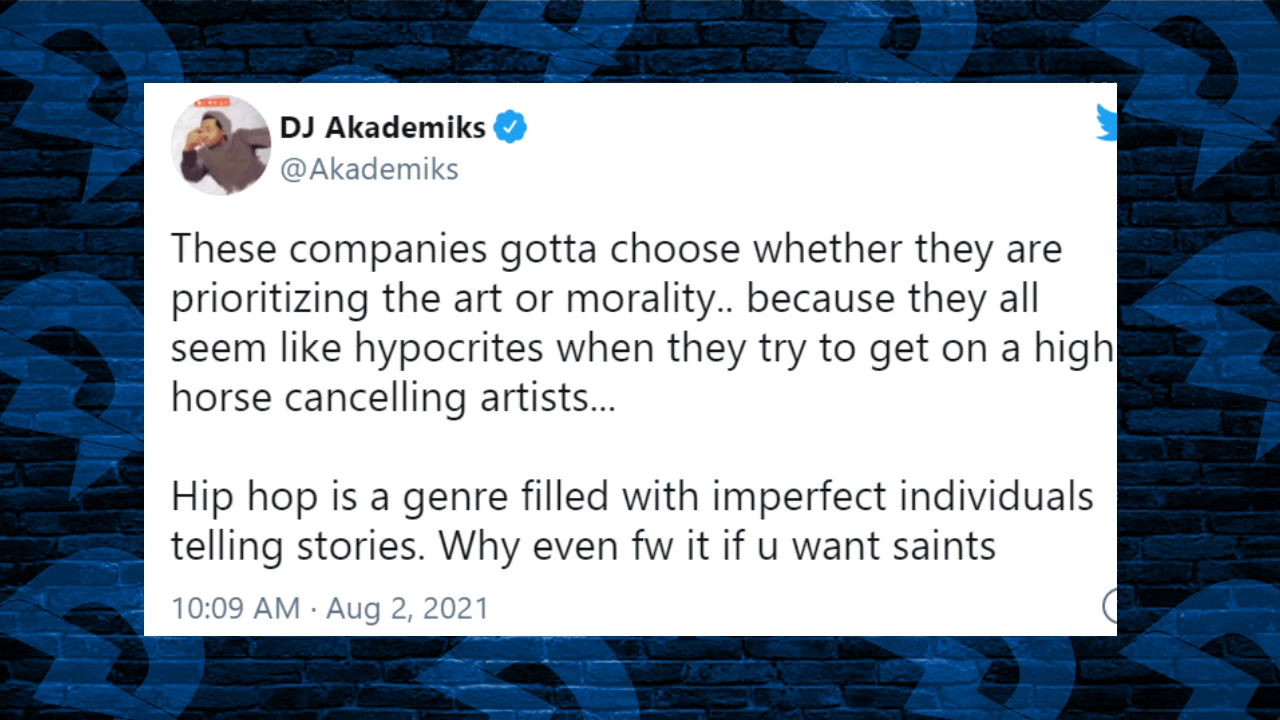 DJ Akademiks
@Akademiks
These companies gotta choose whether they are
prioritizing the art or morality.. because they all
seem like hypocrites when they try to get on a high
horse cancelling artists...
Hip hop is a genre filled with imperfect individuals
telling stories. Why even fw it if u want saints
10:09 AM · Aug 2, 2021